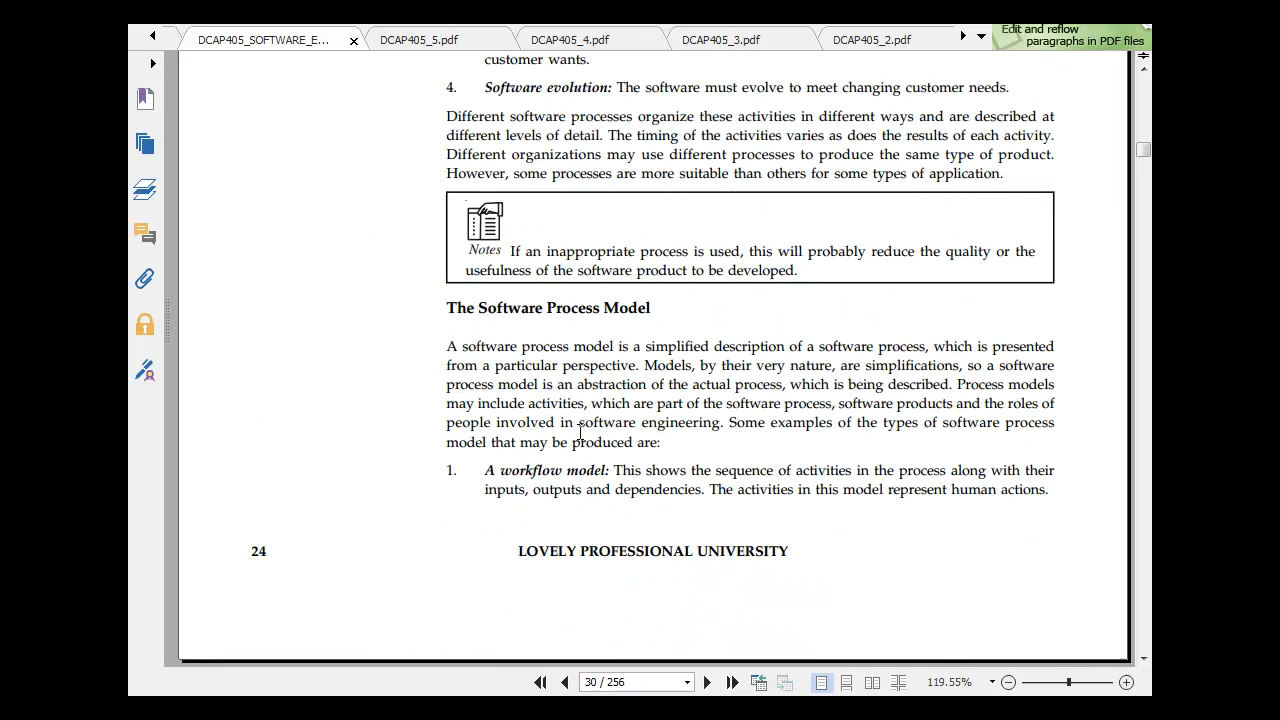 DCAP405_SOFTWARE_E...
DCAP405_5.pdf
DCAP405_4.pdf
DCAP405_3.pdf
DCAP405_2.pdf
Edit and reflow
paragraphs in PDF files
customer wants.
4. Software evolution: The software must evolve to meet changing customer needs.
Different software processes organize these activities in different ways and are described at
different levels of detail. The timing of the activities varies as does the results of each activity.
Different organizations may use different processes to produce the same type of product.
However, some processes are more suitable than others for some types of application.
Notes If an inappropriate process is used, this will probably reduce the quality or the
usefulness of the software product to be developed.
The Software Process Model
A software process model is a simplified description of a software process, which is presented
from a particular perspective. Models, by their very nature, are simplifications, so a software
process model is an abstraction of the actual process, which is being described. Process models
may include activities, which are part of the software process, software products and the roles of
people involved in software engineering. Some examples of the types of software process
model that may be produced are:
1. A workflow model: This shows the sequence of activities in the process along with their
inputs, outputs and dependencies. The activities in this model represent human actions.
24 LOVELY PROFESSIONAL UNIVERSITY
30 / 256
119.55%